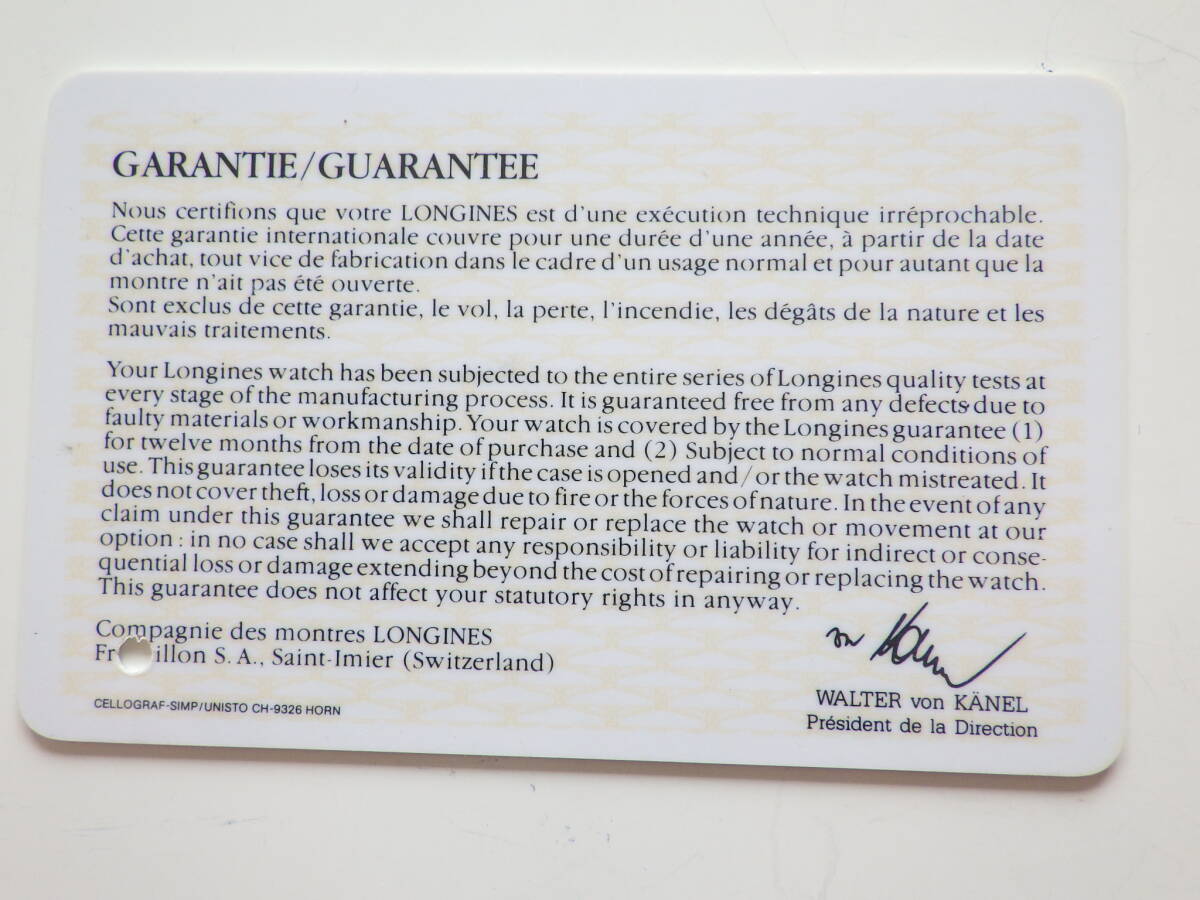 GARANTIE/GUARANTEE
Nous certifions que votre LONGINES est d'une exécution technique irréprochable.
Cette garantie internationale couvre pour une durée d'une année, à partir de la date
d'achat, tout vice de fabrication dans le cadre d'un usage normal et pour autant que la
montre n'ait pas été ouverte.
Sont exclus de cette garantie, le vol, la perte, l'incendie, les dégâts de la nature et les
mauvais traitements.
Your Longines watch has been subjected to the entire series of Longines quality tests at
every stage of the manufacturing process. It is guaranteed free from any defects due to
faulty materials or workmanship. Your watch is covered by the Longines guarantee (1)
for twelve months from the date of purchase and (2) Subject to normal conditions of
use. This guarantee loses its validity if the case is opened and/or the watch mistreated. It
does not cover theft, loss or damage due to fire or the forces of nature. In the event of any
claim under this guarantee we shall repair or replace the watch or movement at our
option : in no case shall we accept any responsibility or liability for indirect or conse-
quential loss or damage extending beyond the cost of repairing or replacing the watch.
This guarantee does not affect your statutory rights in anyway.
Compagnie des montres LONGINES
S.A., Saint-Imier (Switzerland)
CELLOGRAF-SIMP/UNISTO CH-9326 HORN
von Känel
WALTER von KÄNEL
Président de la Direction